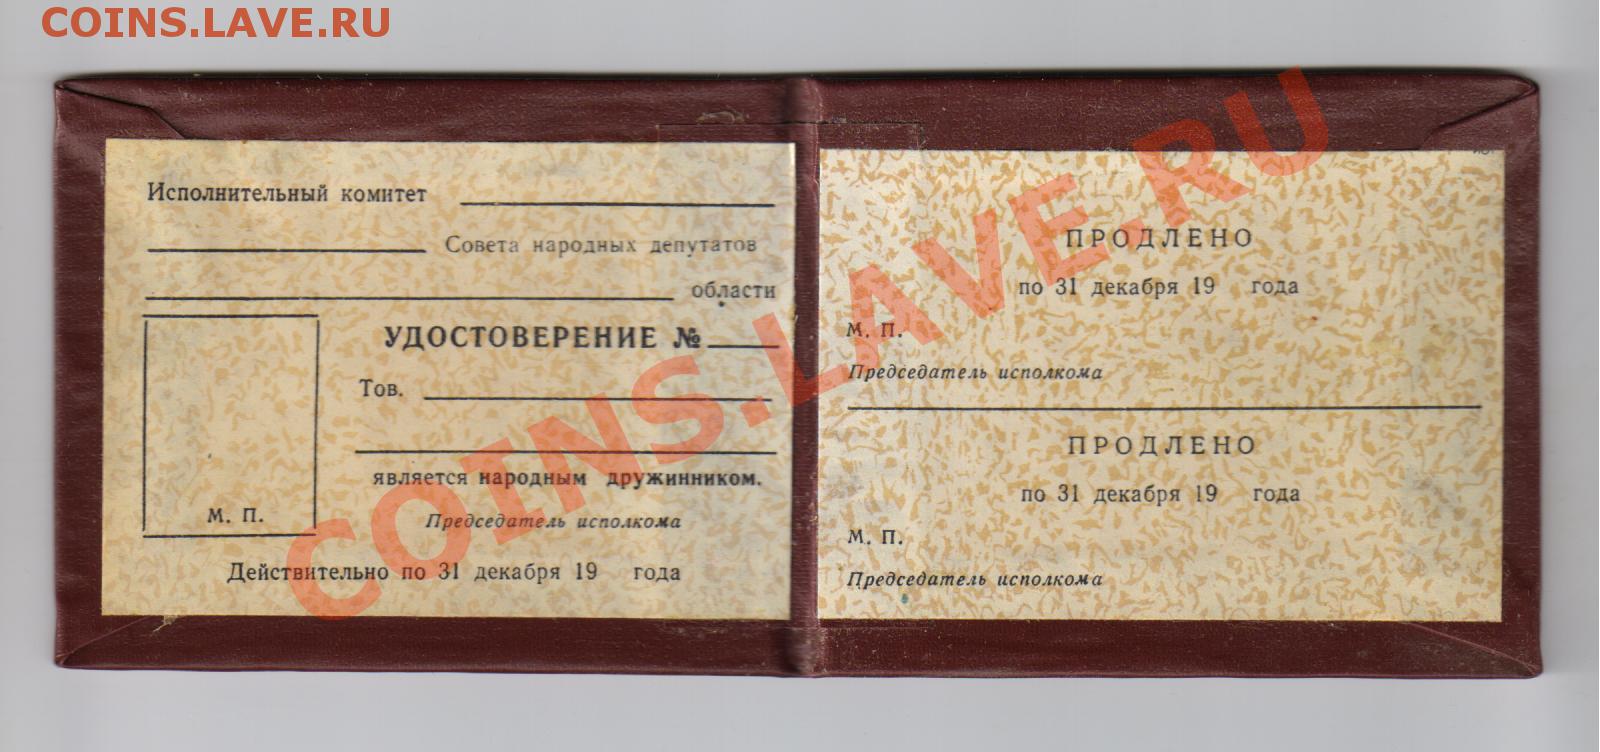 COINS.LAVE.RU
Исполнительный комитет
Совета народных депутатов
области
УДОСТОВЕРЕНИЕ №
Тов.
является народным дружинником.
М. П.
Председатель исполкома
Действительно по 31 декабря 19 года
ПРОДЛЕНО
по 31 декабря 19 года
М. П.
Председатель исполкома
ПРОДЛЕНО
по 31 декабря 19 года
М. П.
Председатель исполкома
COINS.LAVE.RU